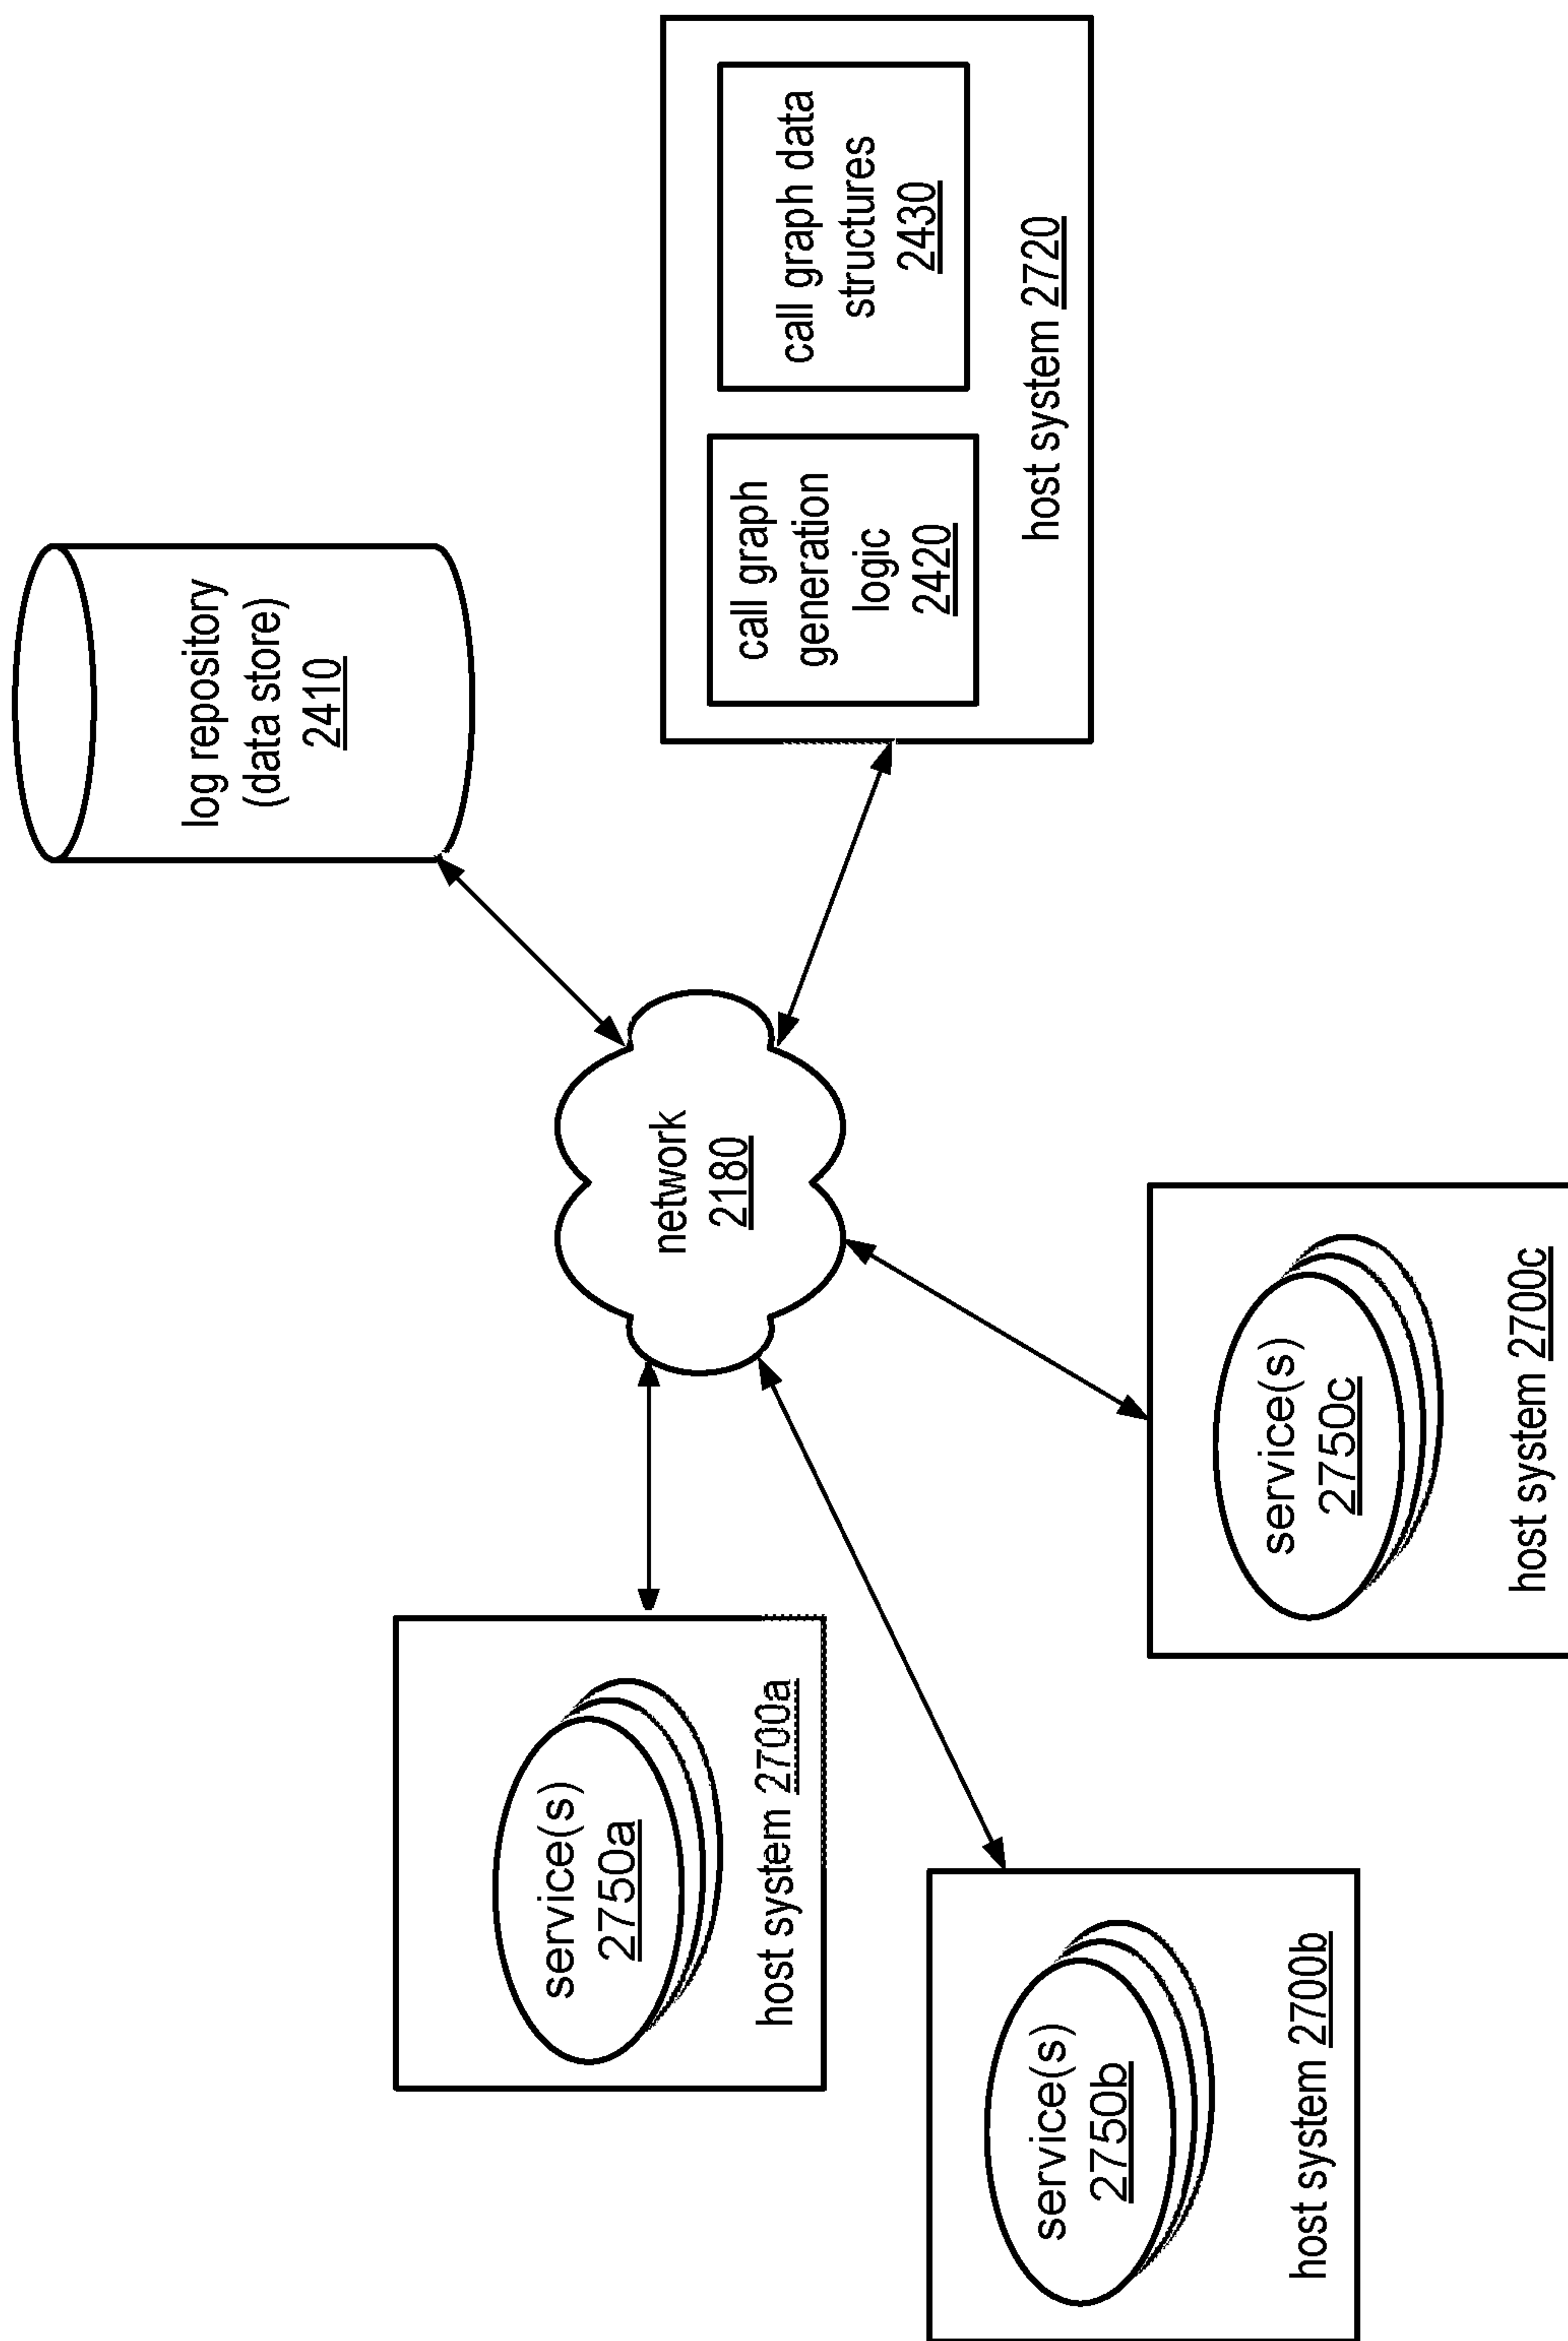 log repository
(data store)
2410
call graph
generation
logic
2420
call graph data
structures
2430
host system 2720
network
2180
service(s)
2750a
host system 2700a
service(s)
2750b
host system 2700b
service(s)
2750c
host system 2700c